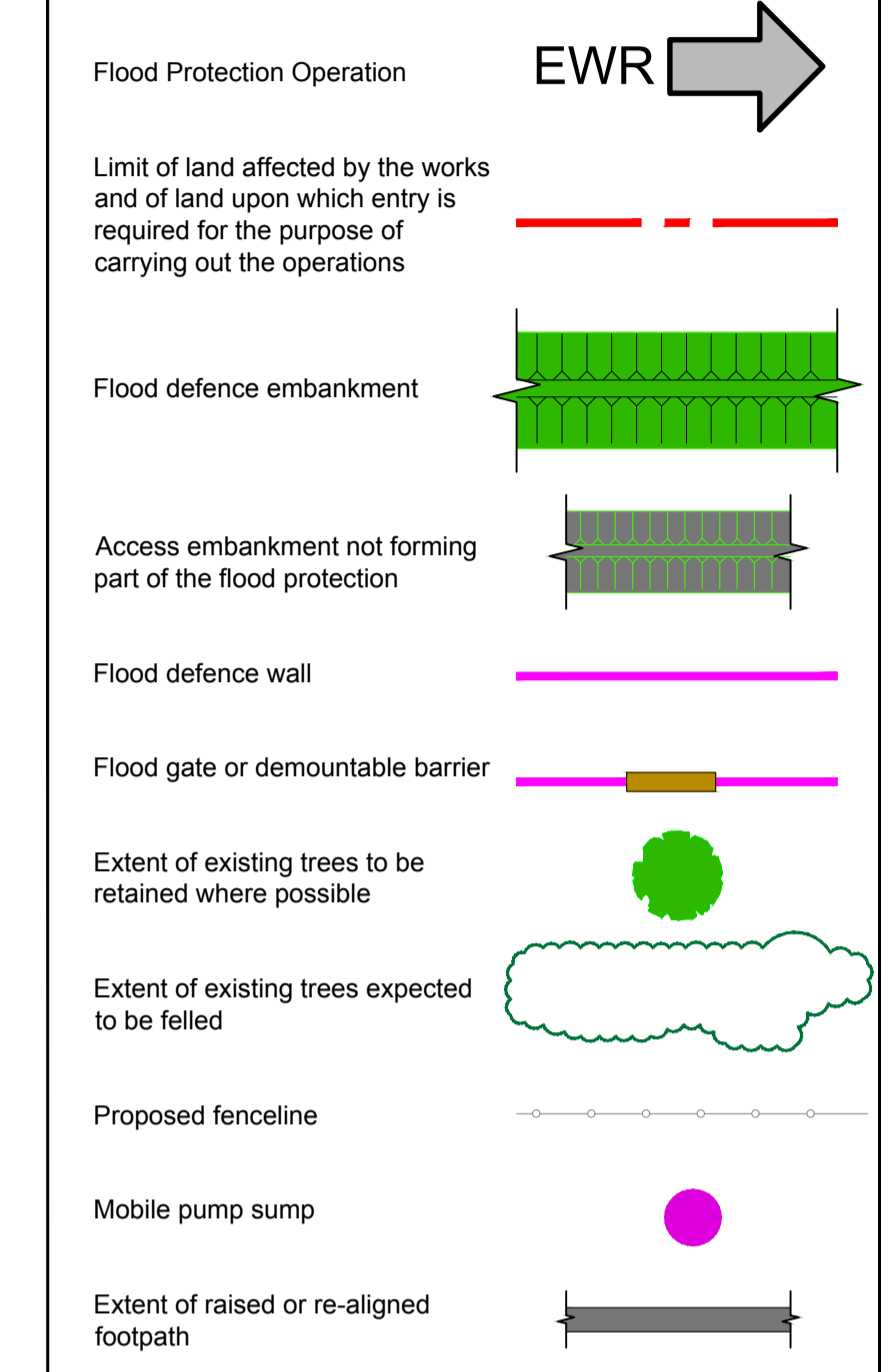 Flood Protection Operation
EWR
Limit of land affected by the works
and of land upon which entry is
required for the purpose of
carrying out the operations
Flood defence embankment
Access embankment not forming
part of the flood protection
Flood defence wall
Flood gate or demountable barrier
Extent of existing trees to be
retained where possible
Extent of existing trees expected
to be felled
Proposed fenceline
Mobile pump sump
Extent of raised or re-aligned
footpath